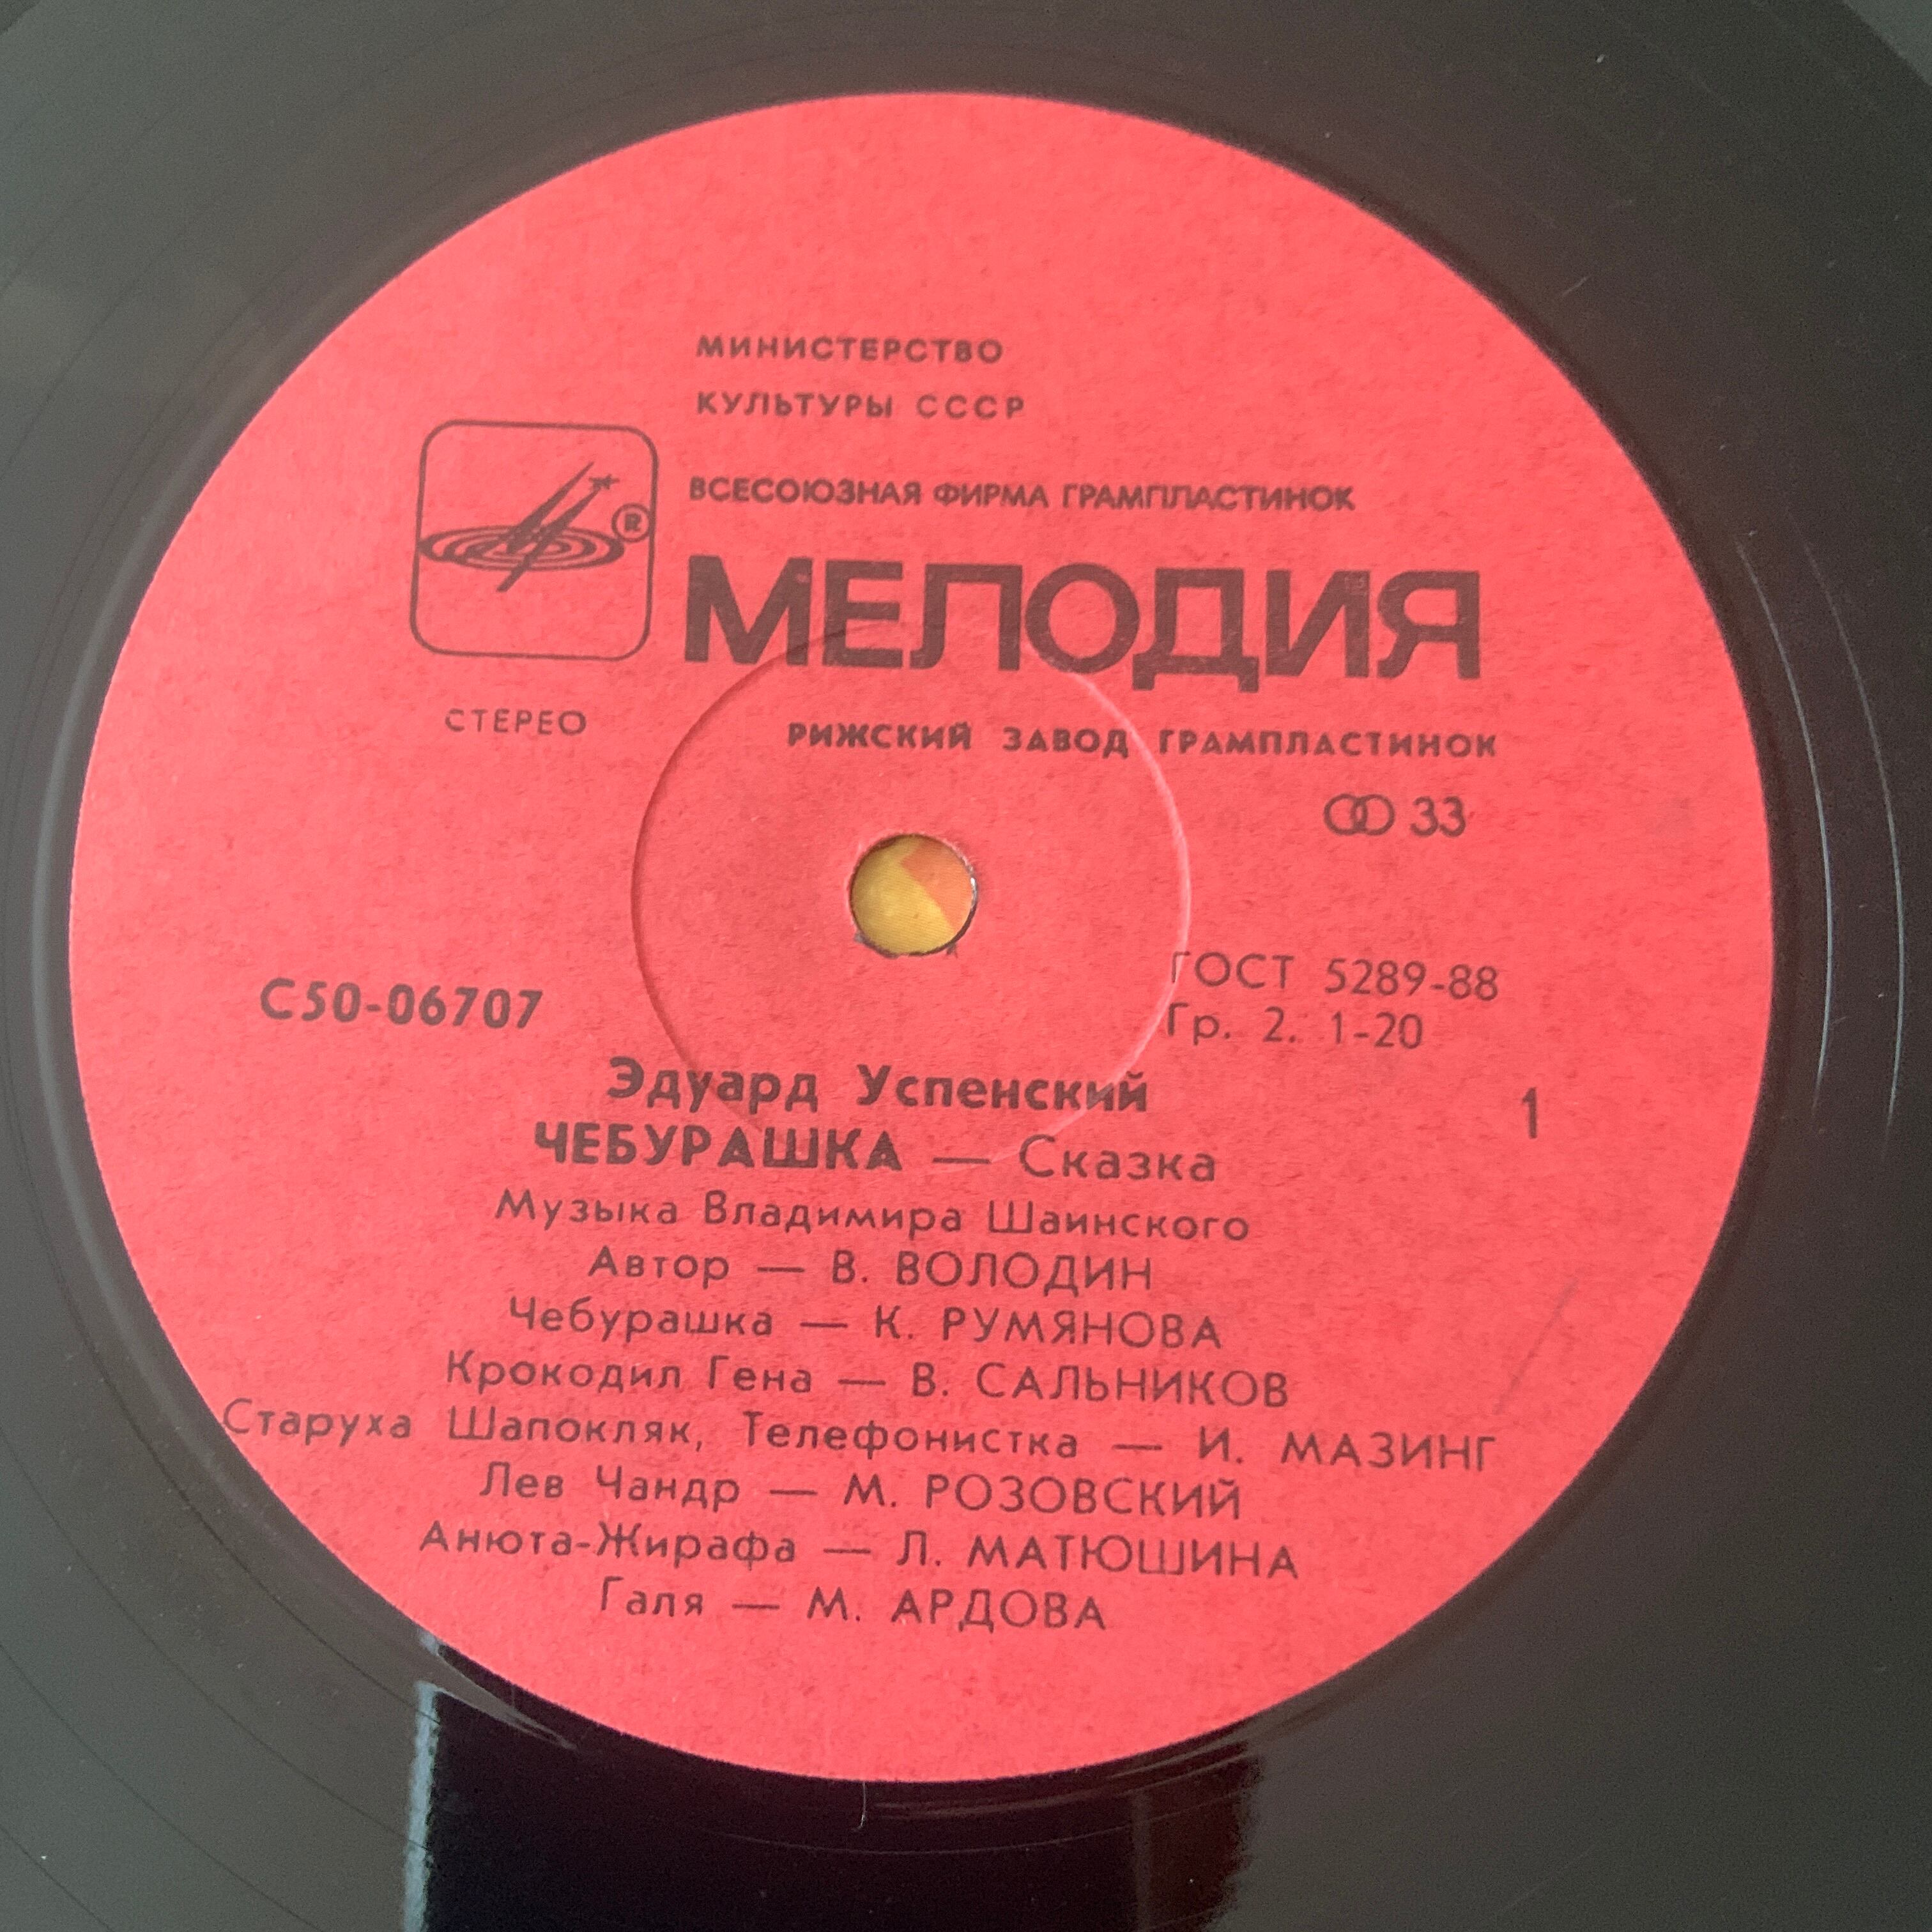 МИНИСТЕРСТВО
КУЛЬТУРЫ СССР
ВСЕСОЮЗНАЯ ФИРМА ГРАМПЛАСТИНОК
®
МЕЛОДИЯ
СТЕРЕО
РИЖСКИЙ ЗАВОД ГРАМПЛАСТИНОК
33
С50-06707
ГОСТ 5289-88
Гр. 2. 1-20
Эдуард Успенский
1
ЧЕБУРАШКА — Сказка
Музыка Владимира Шаинского
Автор — В. ВОЛОДИН
Чебурашка — К. РУМЯНОВА
Крокодил Гена — В. САЛЬНИКОВ
Старуха Шапокляк, Телефонистка — И. МАЗИНГ
Лев Чандр — М. РОЗОВСКИЙ
Анюта-Жирафа — Л. МАТЮШИНА
Галя — М. АРДОВА